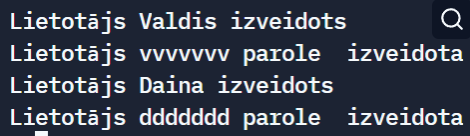 Lietotājs Valdis izveidots
Lietotājs vvvvvvv parole  izveidota
Lietotājs Daina izveidots
Lietotājs ddddddd parole  izveidota